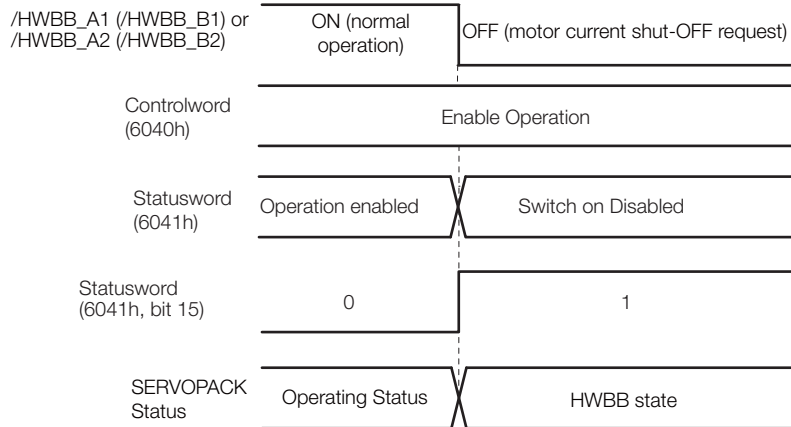 /HWBB_A1 (/HWBB_B1) or
/HWBB_A2 (/HWBB_B2)
ON (normal
operation)
OFF (motor current shut-OFF request)
Controlword
(6040h)
Enable Operation
Statusword
(6041h)
Operation enabled
Switch on Disabled
Statusword
(6041h, bit 15)
0
1
SERVOPACK
Status
Operating Status
HWBB state